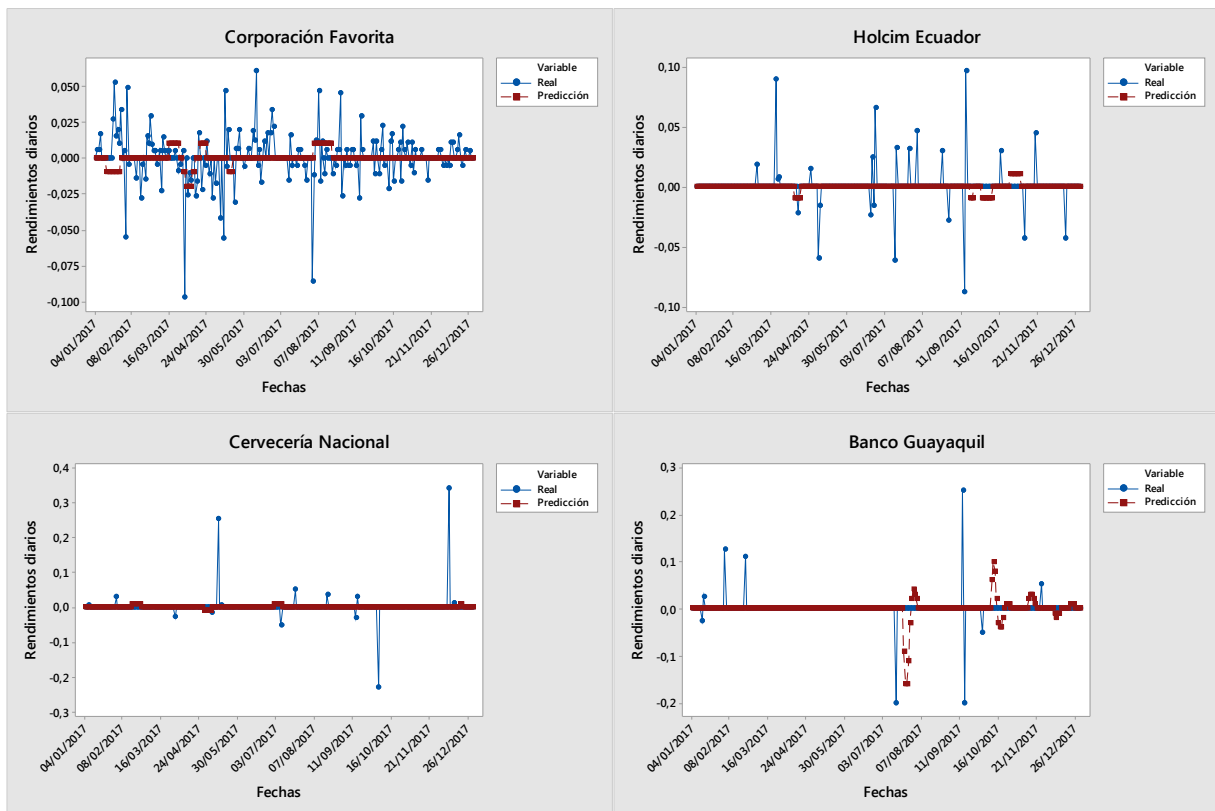 Corporación Favorita
Variable
Real
Predicción
Rendimientos diarios
0,050
0,025
0,000
-0,025
-0,050
-0,075
-0,100
04/01/2017
08/02/2017
16/03/2017
24/04/2017
30/05/2017
03/07/2017
07/08/2017
11/09/2017
16/10/2017
21/11/2017
26/12/2017
Fechas
Holcim Ecuador
Variable
Real
Predicción
Rendimientos diarios
0,10
0,05
0,00
-0,05
-0,10
04/01/2017
08/02/2017
16/03/2017
24/04/2017
30/05/2017
03/07/2017
07/08/2017
11/09/2017
16/10/2017
21/11/2017
26/12/2017
Fechas
Cervecería Nacional
Variable
Real
Predicción
Rendimientos diarios
0,4
0,3
0,2
0,1
0,0
-0,1
-0,2
-0,3
04/01/2017
08/02/2017
16/03/2017
24/04/2017
30/05/2017
03/07/2017
07/08/2017
11/09/2017
16/10/2017
21/11/2017
26/12/2017
Fechas
Banco Guayaquil
Variable
Real
Predicción
Rendimientos diarios
0,3
0,2
0,1
0,0
-0,1
-0,2
04/01/2017
08/02/2017
16/03/2017
24/04/2017
30/05/2017
03/07/2017
07/08/2017
11/09/2017
16/10/2017
21/11/2017
26/12/2017
Fechas